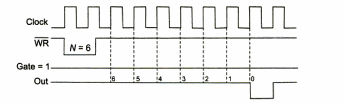 Clock
WR
N = 6
Gate = 1
Out
6 5 4 3 2 1 0